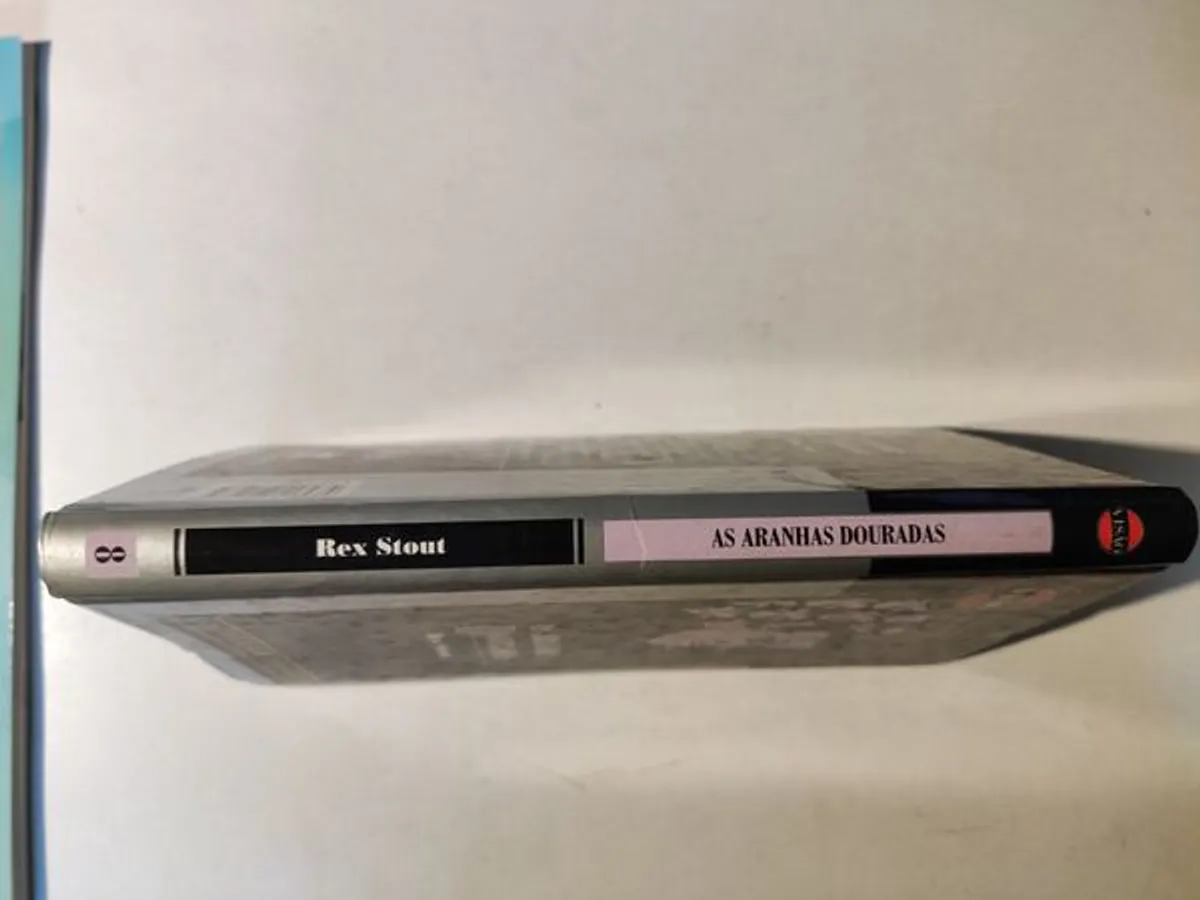 8
Rex Stout
AS ARANHAS DOURADAS
VISÃO